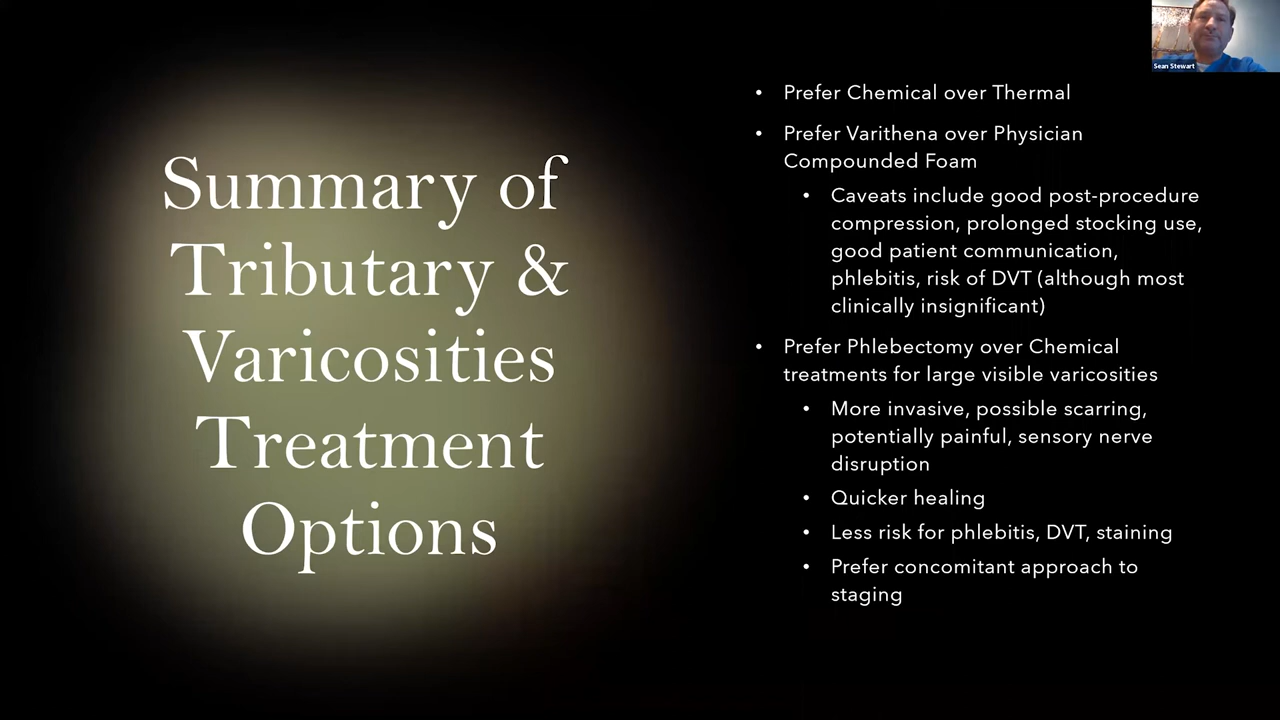 Sean Stewart
Summary of
Tributary &
Varicosities
Treatment
Options
• Prefer Chemical over Thermal
• Prefer Varithena over Physician
Compounded Foam
• Caveats include good post-procedure
compression, prolonged stocking use,
good patient communication,
phlebitis, risk of DVT (although most
clinically insignificant)
• Prefer Phlebectomy over Chemical
treatments for large visible varicosities
• More invasive, possible scarring,
potentially painful, sensory nerve
disruption
• Quicker healing
• Less risk for phlebitis, DVT, staining
• Prefer concomitant approach to
staging